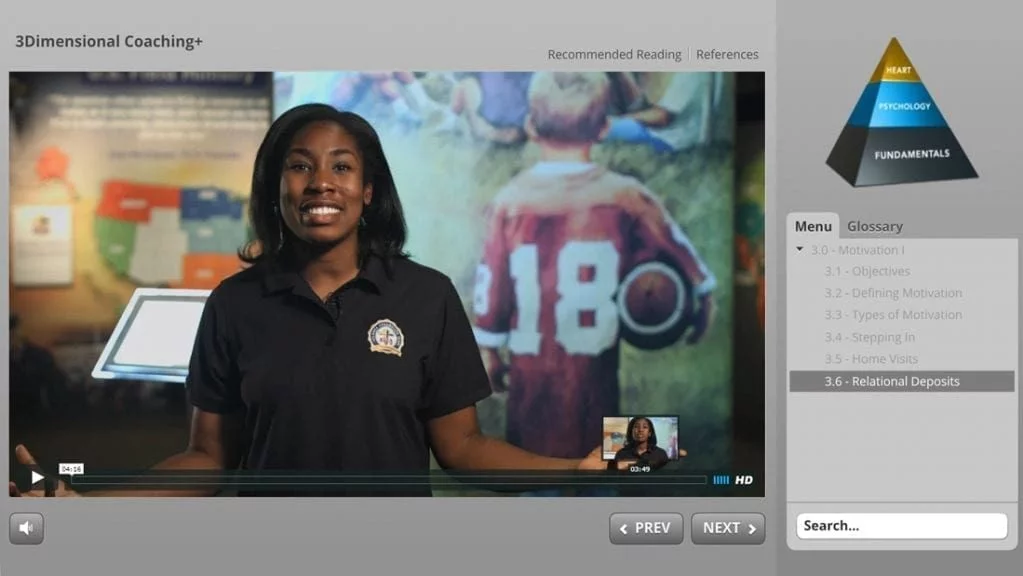 3Dimensional Coaching+
Recommended Reading
References
18
04:16
03:49
HD
PREV
NEXT
HEART
PSYCHOLOGY
FUNDAMENTALS
Menu
Glossary
3.0 - Motivation I
3.1 - Objectives
3.2 - Defining Motivation
3.3 - Types of Motivation
3.4 - Stepping In
3.5 - Home Visits
3.6 - Relational Deposits
Search...